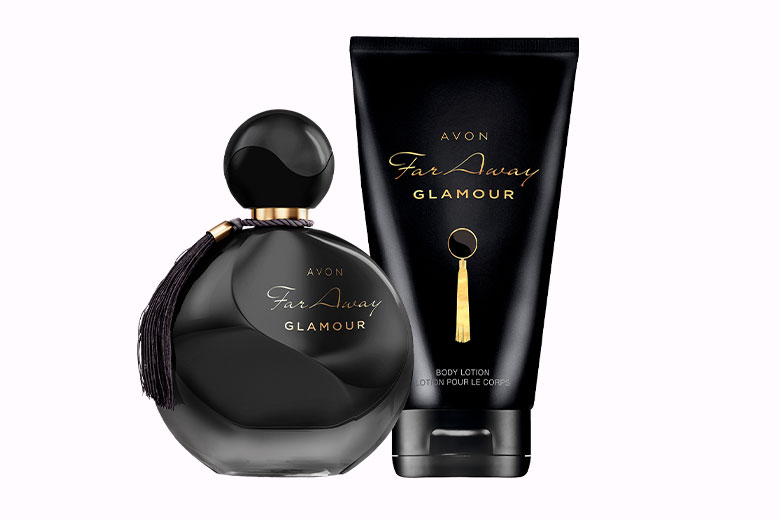 AVON
Far Away
GLAMOUR
AVON
Far Away
GLAMOUR
BODY LOTION
LOTION POUR LE CORPS